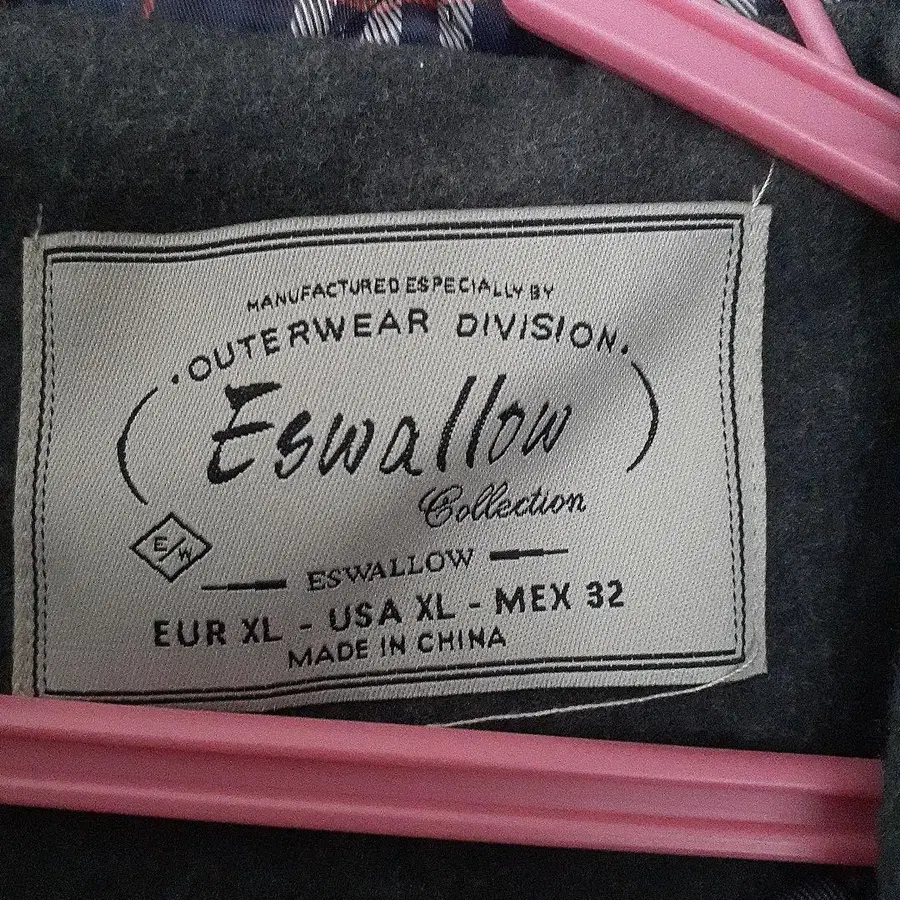 MANUFACTURED ESPECIALLY BY
·OUTERWEAR DIVISION.
Eswallow
Collection
E/W
ESWALLOW
EUR XL - USA XL - MEX 32
MADE IN CHINA